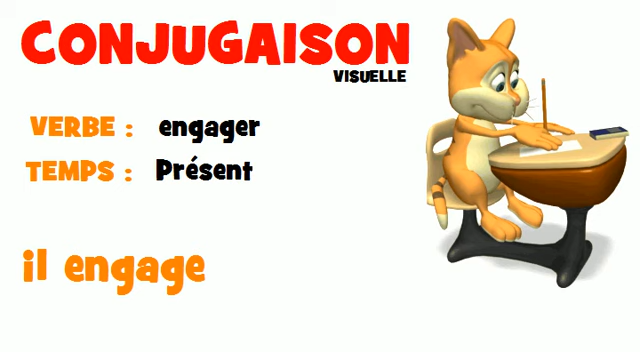 CONJUGAISON
VISUELLE
VERBE : engager
TEMPS : Présent
il engage